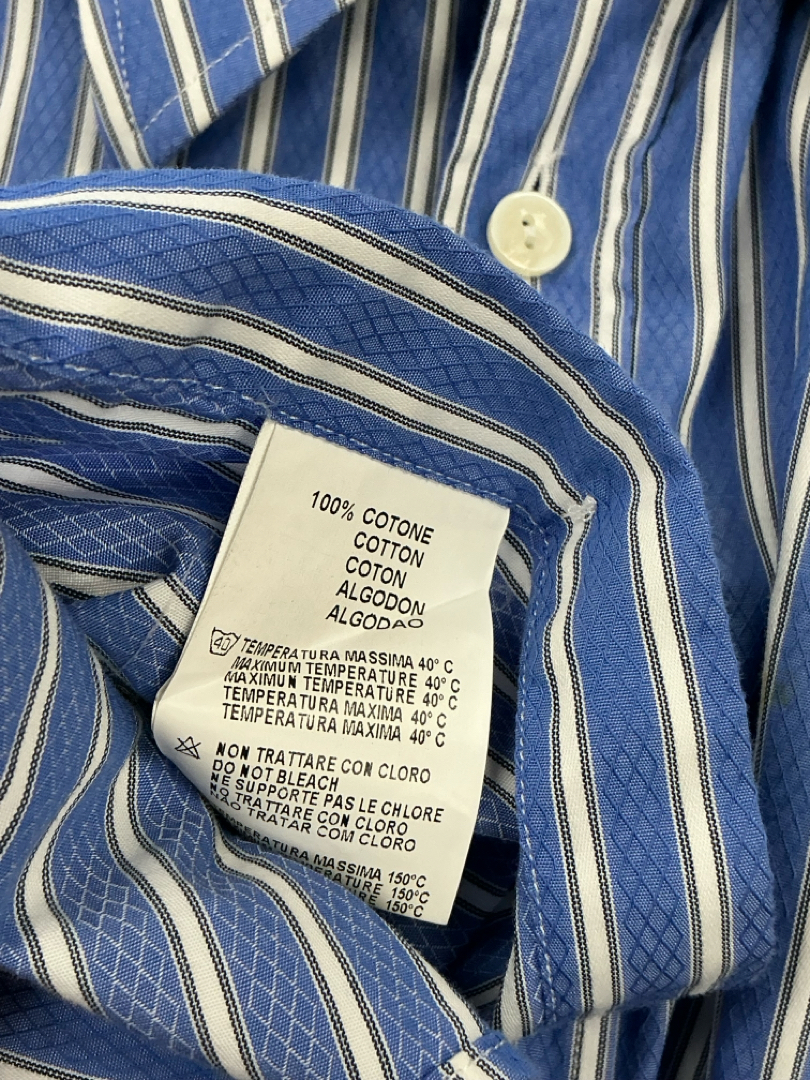 100% COTONE
COTTON
COTON
ALGODON
ALGODAO
40 TEMPERATURA MASSIMA 40° C
MAXIMUM TEMPERATURE 40° C
MAXIMUN TEMPERATURE 40° C
TEMPERATURA MAXIMA 40° C
TEMPERATURA MAXIMA 40° C
NON TRATTARE CON CLORO
DO NOT BLEACH
NE SUPPORTE PAS LE CHLORE
NO TRATTARE CON CLORO
NÃO TRATAR COM CLORO
MASSIMA 150°C
150°C
150°C